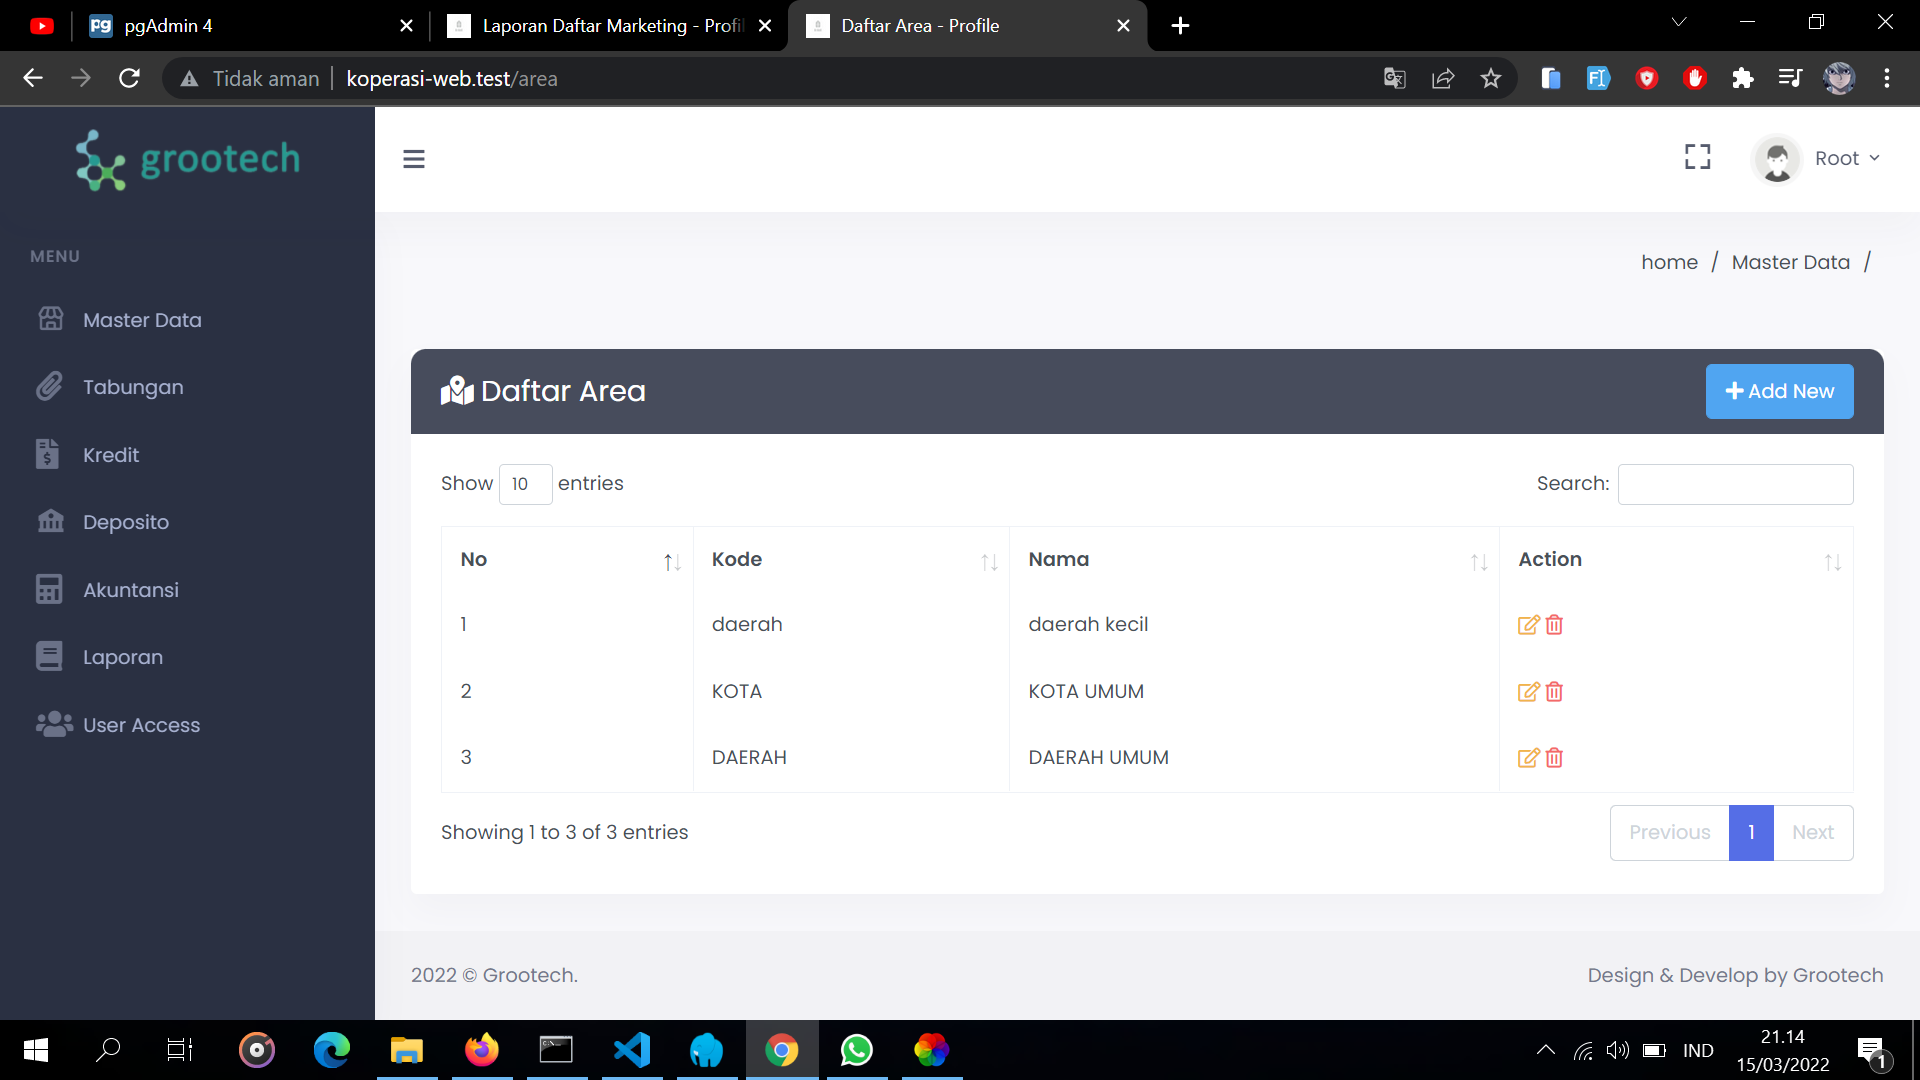 pgAdmin 4
Laporan Daftar Marketing - Profil
Daftar Area - Profile
Tidak aman
koperasi-web.test/area
grootech
Root
MENU
Master Data
Tabungan
Kredit
Deposito
Akuntansi
Laporan
User Access
home / Master Data /
Daftar Area
Add New
Show 10 entries
Search:
No Kode Nama Action
1 daerah daerah kecil
2 KOTA KOTA UMUM
3 DAERAH DAERAH UMUM
Showing 1 to 3 of 3 entries
Previous 1 Next
2022 © Grootech.
Design & Develop by Grootech
IND
21.14
15/03/2022
1